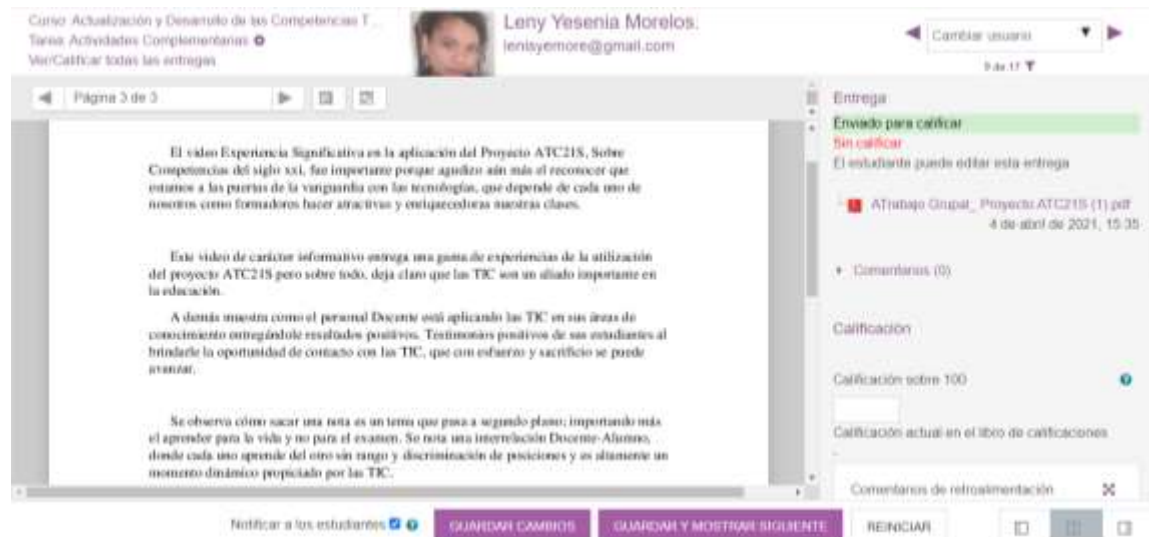 Curso: Actualización y Desarrollo de las Competencias T...
Tarea: Actividades Complementarias
Ver/Calificar todas las entregas
Leny Yesenia Morelos.
lenisyemore@gmail.com
Cambiar usuario
9 de 17
Página 3 de 3
El video Experiencia Significativa en la aplicación del Proyecto ATC21S, Sobre
Competencias del siglo xxi, fue importante porque agudizo aún más el reconocer que
estamos a las puertas de la vanguardia con las tecnologías, que depende de cada uno de
nosotros como formadores hacer atractivas y enriquecedoras nuestras clases.
Este video de carácter informativo entrega una gama de experiencias de la utilización
del proyecto ATC21S pero sobre todo, deja claro que las TIC son un aliado importante en
la educación.
A demás muestra como el personal Docente está aplicando las TIC en sus áreas de
conocimiento entregándole resultados positivos. Testimonios positivos de sus estudiantes al
brindarle la oportunidad de contacto con las TIC, que con esfuerzo y sacrificio se puede
avanzar.
Se observa cómo sacar una nota es un tema que pasa a segundo plano; importando más
el aprender para la vida y no para el examen. Se nota una interrelación Docente-Alumno,
donde cada uno aprende del otro sin rango y discriminación de posiciones y es altamente un
momento dinámico propiciado por las TIC.
Entrega
Enviado para calificar
Sin calificar
El estudiante puede editar esta entrega
ATrabajo Grupal_ Proyecto ATC21S (1).pdf
4 de abril de 2021, 15:35
Comentarios (0)
Calificación
Calificación sobre 100
Calificación actual en el libro de calificaciones
-
Comentarios de retroalimentación
Notificar a los estudiantes
GUARDAR CAMBIOS
GUARDAR Y MOSTRAR SIGUIENTE
REINICIAR